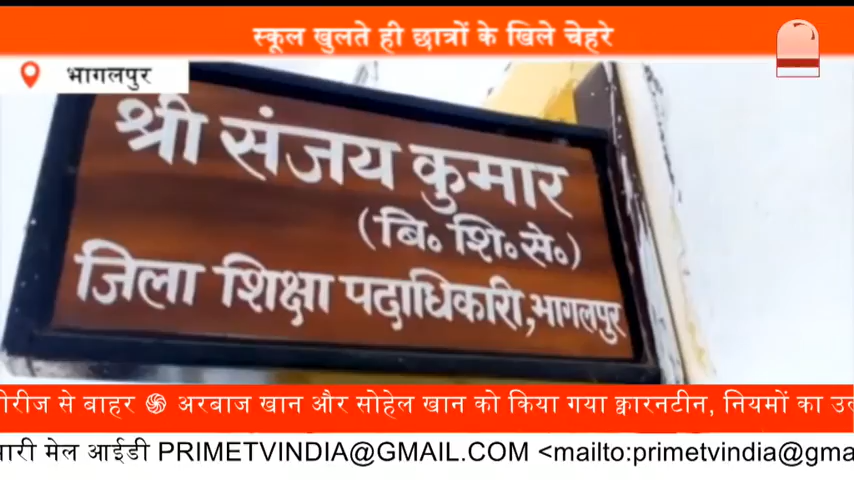 स्कूल खुलते ही छात्रों के खिले चेहरे
भागलपुर
श्री संजय कुमार
(बि॰ शि॰ से॰)
जिला शिक्षा पदाधिकारी, भागलपुर
से बाहर अरबाज खान और सोहेल खान को किया गया क्वारनटीन, नियमों का
मेल आईडी PRIMETVINDIA@GMAIL.COM <mailto:primetvindia@gma